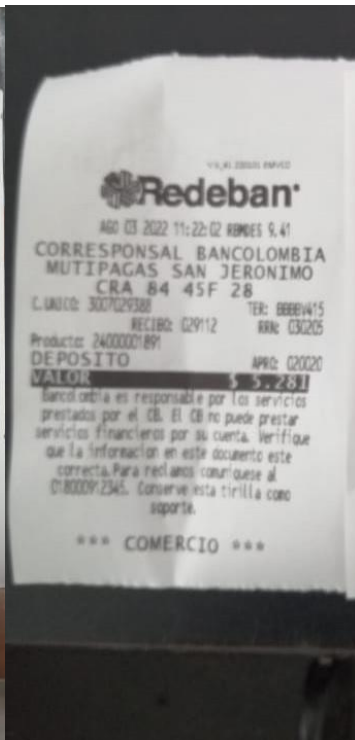 Redeban
AGO 03 2022 11:22:02 RBMDES 9.41
CORRESPONSAL BANCOLOMBIA
MUTIPAGAS SAN JERONIMO
CRA 84 45F 28
C.UNICO: 3007029388 TER: BBBBV415
RECIBO: 029112 RRN: 030205
Producto: 24000001891
DEPOSITO APRO: 020020
VALOR $ 5.281
Bancolombia es responsable por los servicios
prestados por el CB. El CB no puede prestar
servicios financieros por su cuenta. Verifique
que la informacion en este documento este
correcta.Para reclamos comuniquese al
018000912345. Conserve esta tirilla como
soporte.
*** COMERCIO ***